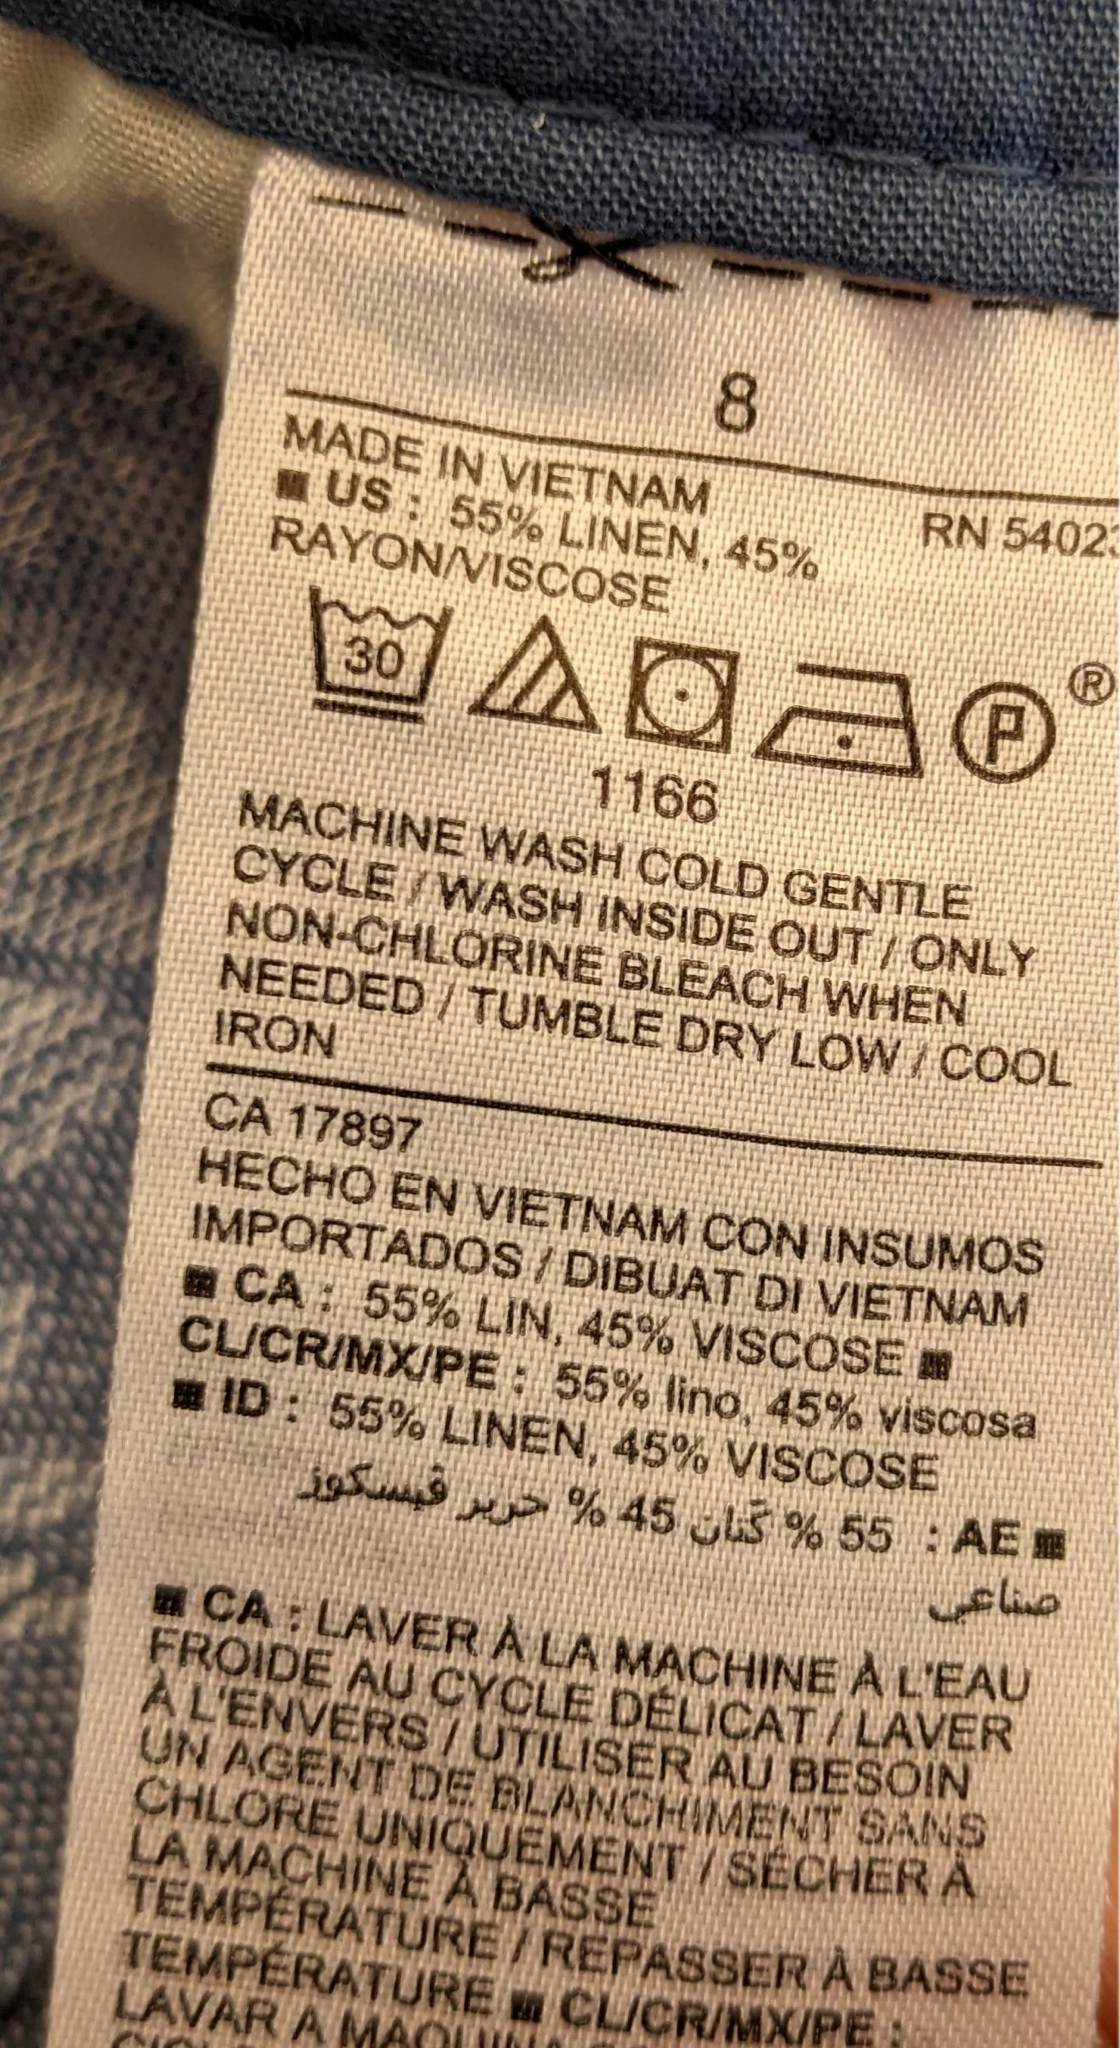 8
MADE IN VIETNAM
RN 5402
■ US : 55% LINEN, 45%
RAYON/VISCOSE
30
P
®
1166
MACHINE WASH COLD GENTLE
CYCLE / WASH INSIDE OUT / ONLY
NON-CHLORINE BLEACH WHEN
NEEDED / TUMBLE DRY LOW / COOL
IRON
CA 17897
HECHO EN VIETNAM CON INSUMOS
IMPORTADOS / DIBUAT DI VIETNAM
■ CA : 55% LIN, 45% VISCOSE ■
CL/CR/MX/PE : 55% lino, 45% viscosa
■ ID : 55% LINEN, 45% VISCOSE
■ AE : 55 % كَتان 45 % حرير ڤيسكوز
صناعي
■ CA : LAVER À LA MACHINE À L'EAU
FROIDE AU CYCLE DÉLICAT / LAVER
À L'ENVERS / UTILISER AU BESOIN
UN AGENT DE BLANCHIMENT SANS
CHLORE UNIQUEMENT / SÉCHER À
LA MACHINE À BASSE
TEMPÉRATURE / REPASSER À BASSE
TEMPÉRATURE ■ CL/CR/MX/PE :
LAVAR A MAQUINA